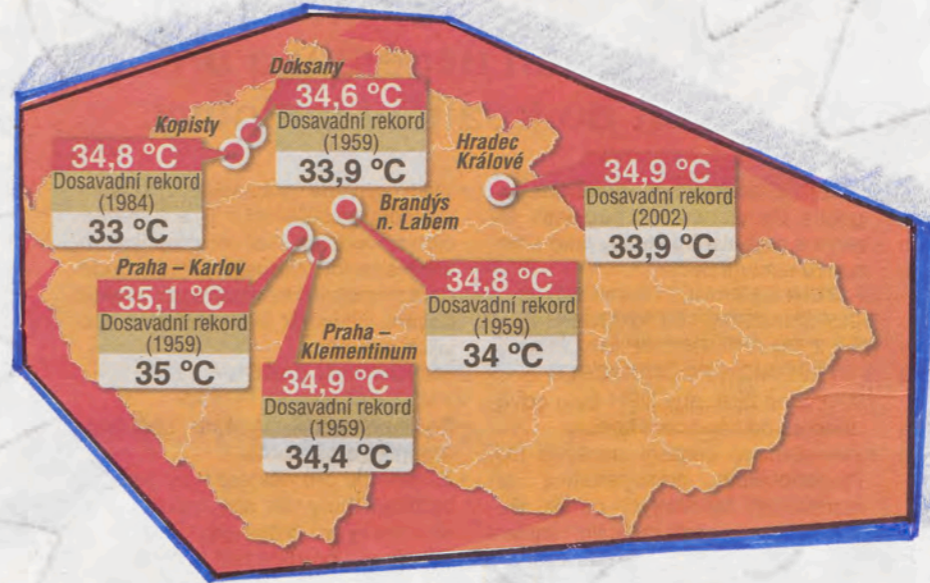 Doksany
34,6 °C
Dosavadní rekord
(1959)
33,9 °C
Kopisty
34,8 °C
Dosavadní rekord
(1984)
33 °C
Hradec
Králové
34,9 °C
Dosavadní rekord
(2002)
33,9 °C
Brandýs
n. Labem
34,8 °C
Dosavadní rekord
(1959)
34 °C
Praha – Karlov
35,1 °C
Dosavadní rekord
(1959)
35 °C
Praha –
Klementinum
34,9 °C
Dosavadní rekord
(1959)
34,4 °C